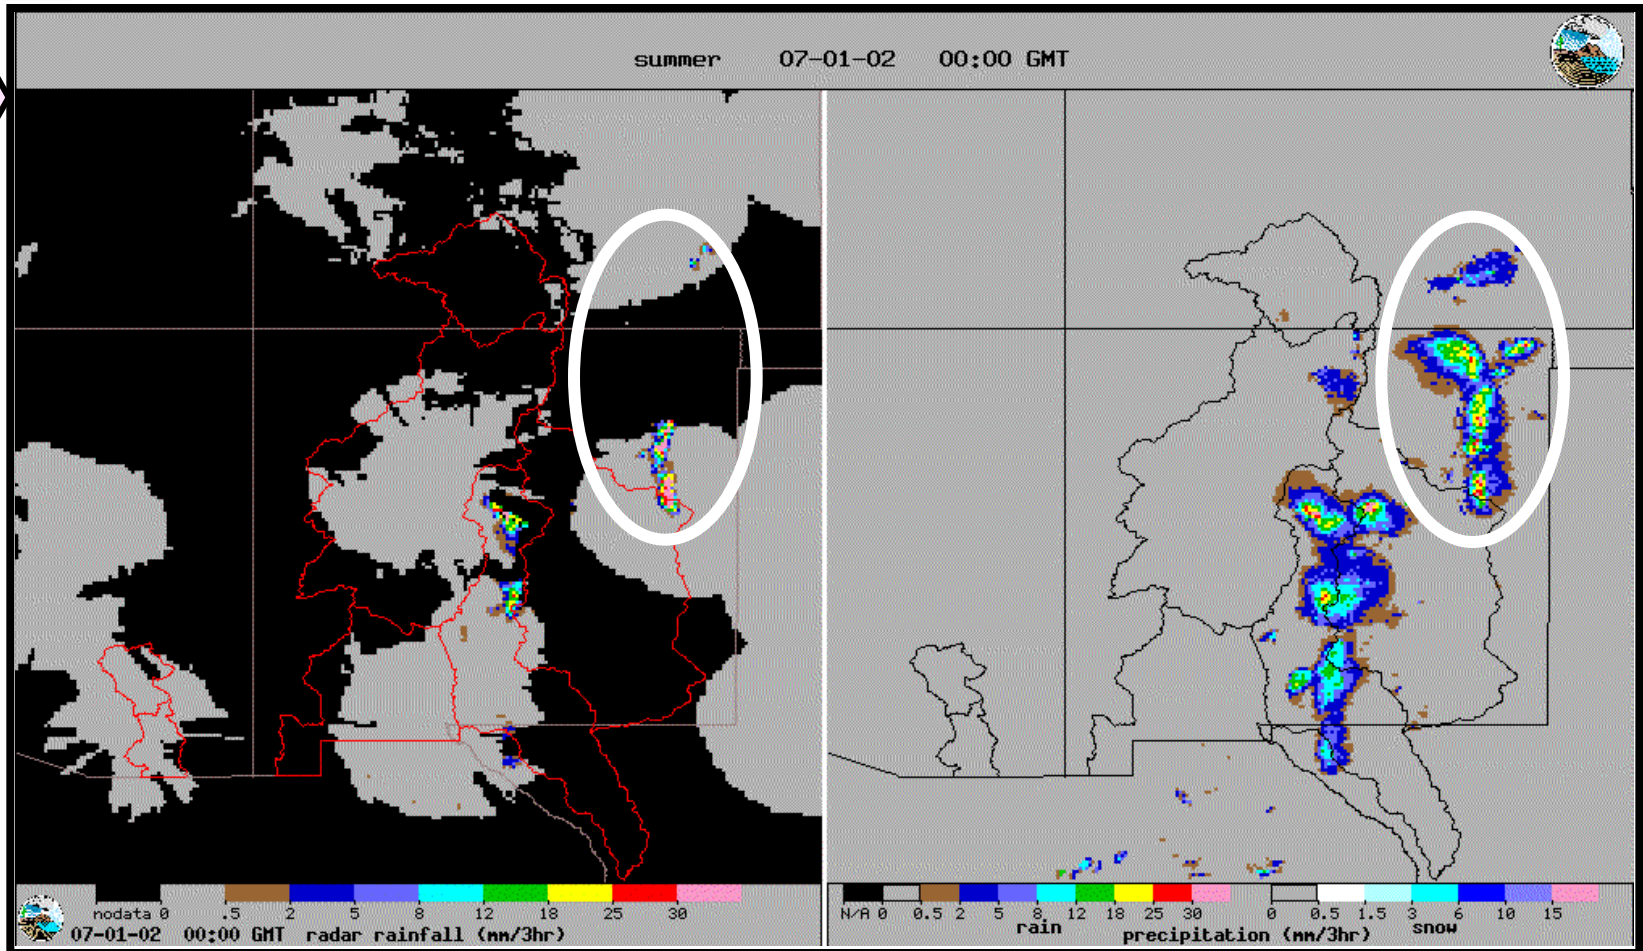 summer 07-01-02 00:00 GMT
nodata 0 .5 2 5 8 12 18 25 30
07-01-02 00:00 GMT radar rainfall (mm/3hr)
N/A 0 0.5 2 5 8 12 18 25 30 0 0.5 1.5 3 6 10 15
rain snow
precipitation (mm/3hr)